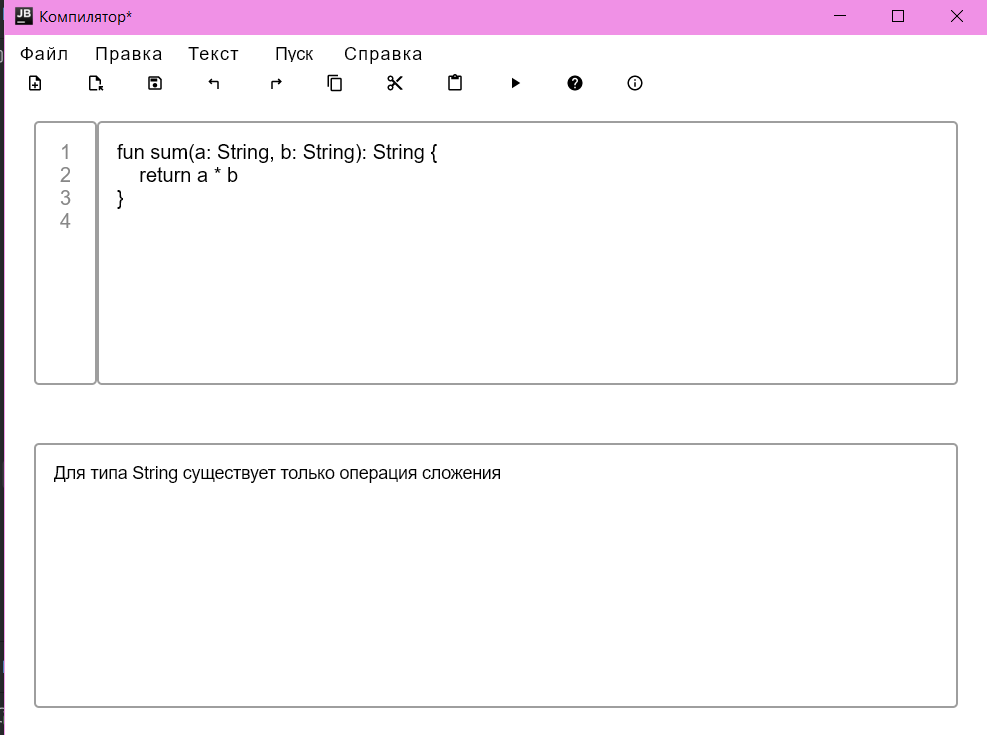 JB
Компилятор*
Файл Правка Текст Пуск Справка
1 fun sum(a: String, b: String): String {
2 return a * b
3 }
4
Для типа String существует только операция сложения